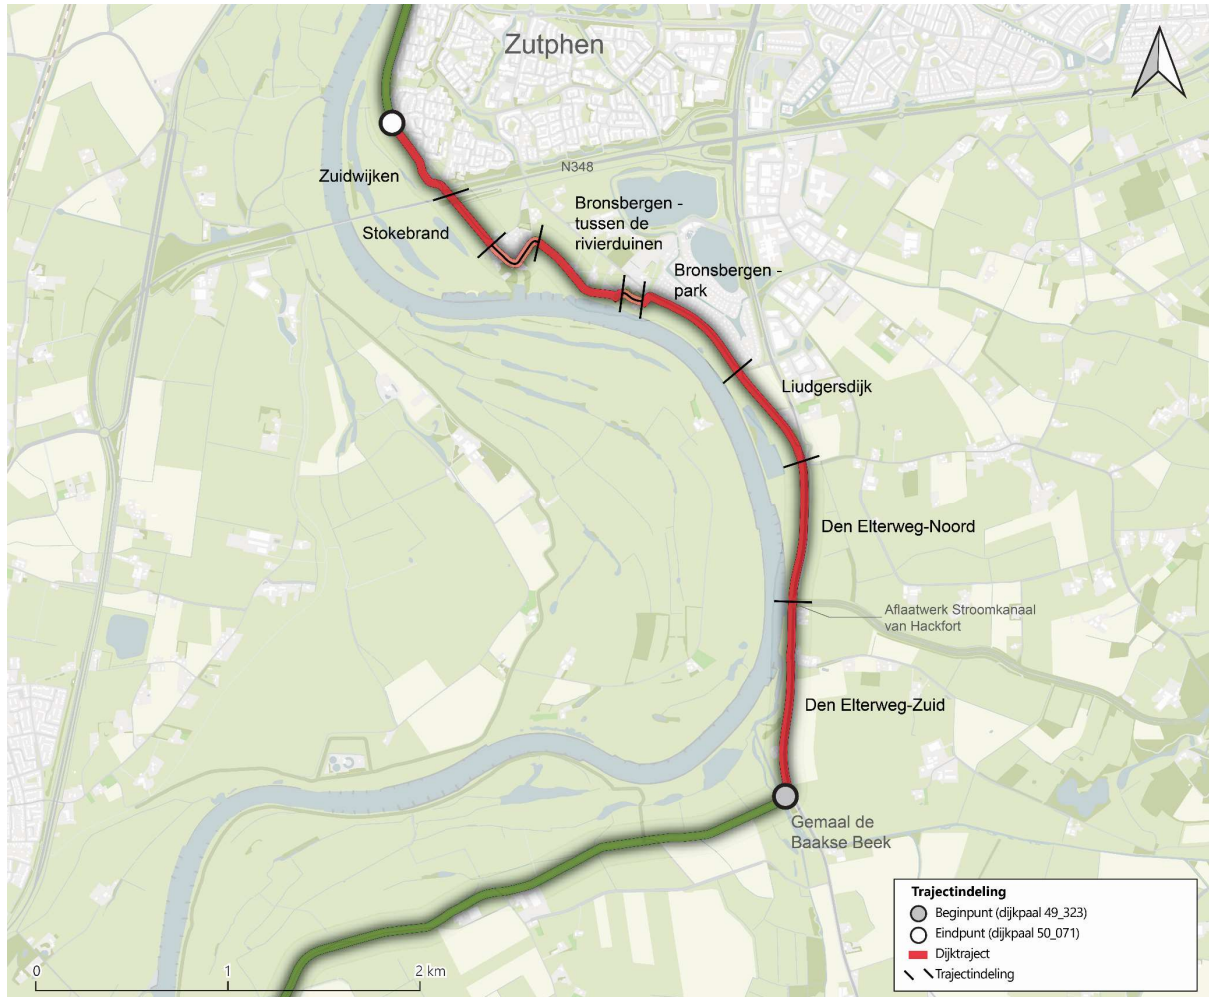 Zutphen
N348
Zuidwijken
Bronsbergen -
tussen de
rivierduinen
Stokebrand
Bronsbergen -
park
Liudgersdijk
Den Elterweg-Noord
Aflaatwerk Stroomkanaal
van Hackfort
Den Elterweg-Zuid
Gemaal de
Baakse Beek
Trajectindeling
Beginpunt (dijkpaal 49_323)
Eindpunt (dijkpaal 50_071)
Dijktraject
Trajectindeling
0 1 2 km